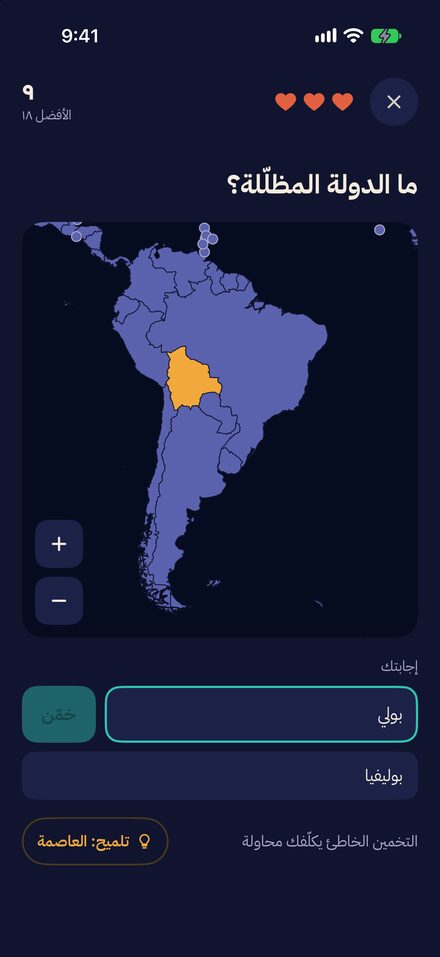 9:41
٩
الأفضل ١٨
ما الدولة المظلّلة؟
+
−
إجابتك
بولي
خمّن
بوليفيا
التخمين الخاطئ يكلّفك محاولة
تلميح: العاصمة